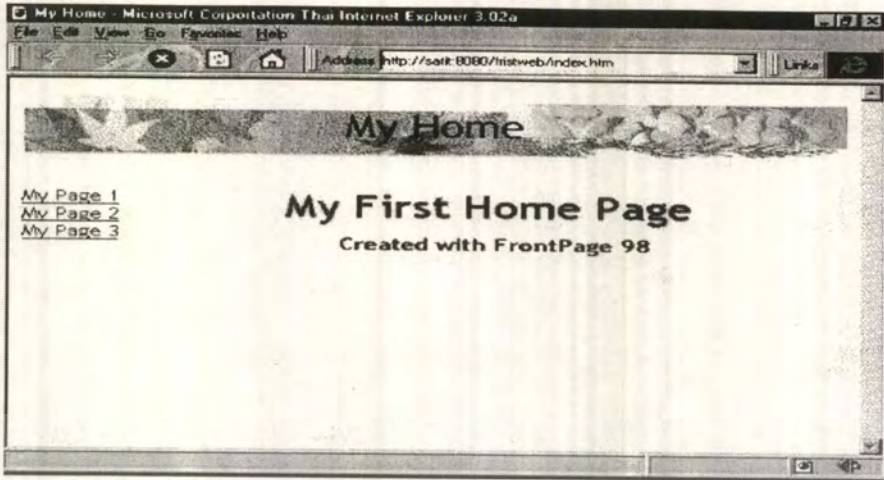 My Home - Microsoft Corportation Thai Internet Explorer 3.02a
File Edit View Go Favorites Help
Address http://sarit:8080/fristweb/index.htm Links
My Home
My Page 1
My Page 2
My Page 3
My First Home Page
Created with FrontPage 98